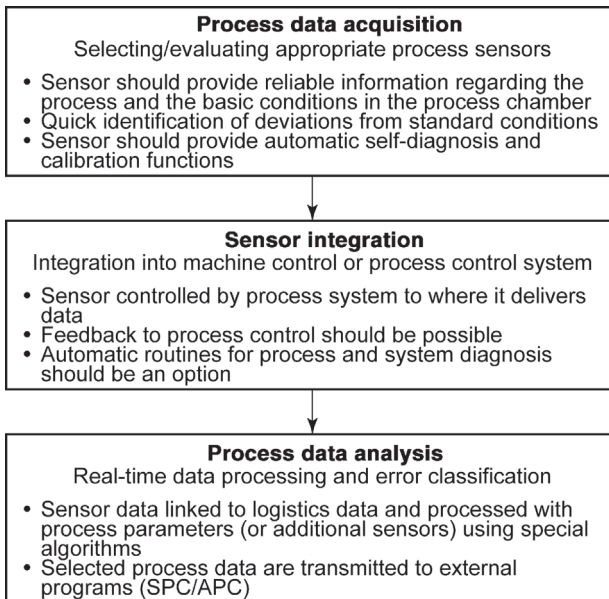 Process data acquisition
Selecting/evaluating appropriate process sensors
• Sensor should provide reliable information regarding the
process and the basic conditions in the process chamber
• Quick identification of deviations from standard conditions
• Sensor should provide automatic self-diagnosis and
calibration functions
Sensor integration
Integration into machine control or process control system
• Sensor controlled by process system to where it delivers
data
• Feedback to process control should be possible
• Automatic routines for process and system diagnosis
should be an option
Process data analysis
Real-time data processing and error classification
• Sensor data linked to logistics data and processed with
process parameters (or additional sensors) using special
algorithms
• Selected process data are transmitted to external
programs (SPC/APC)